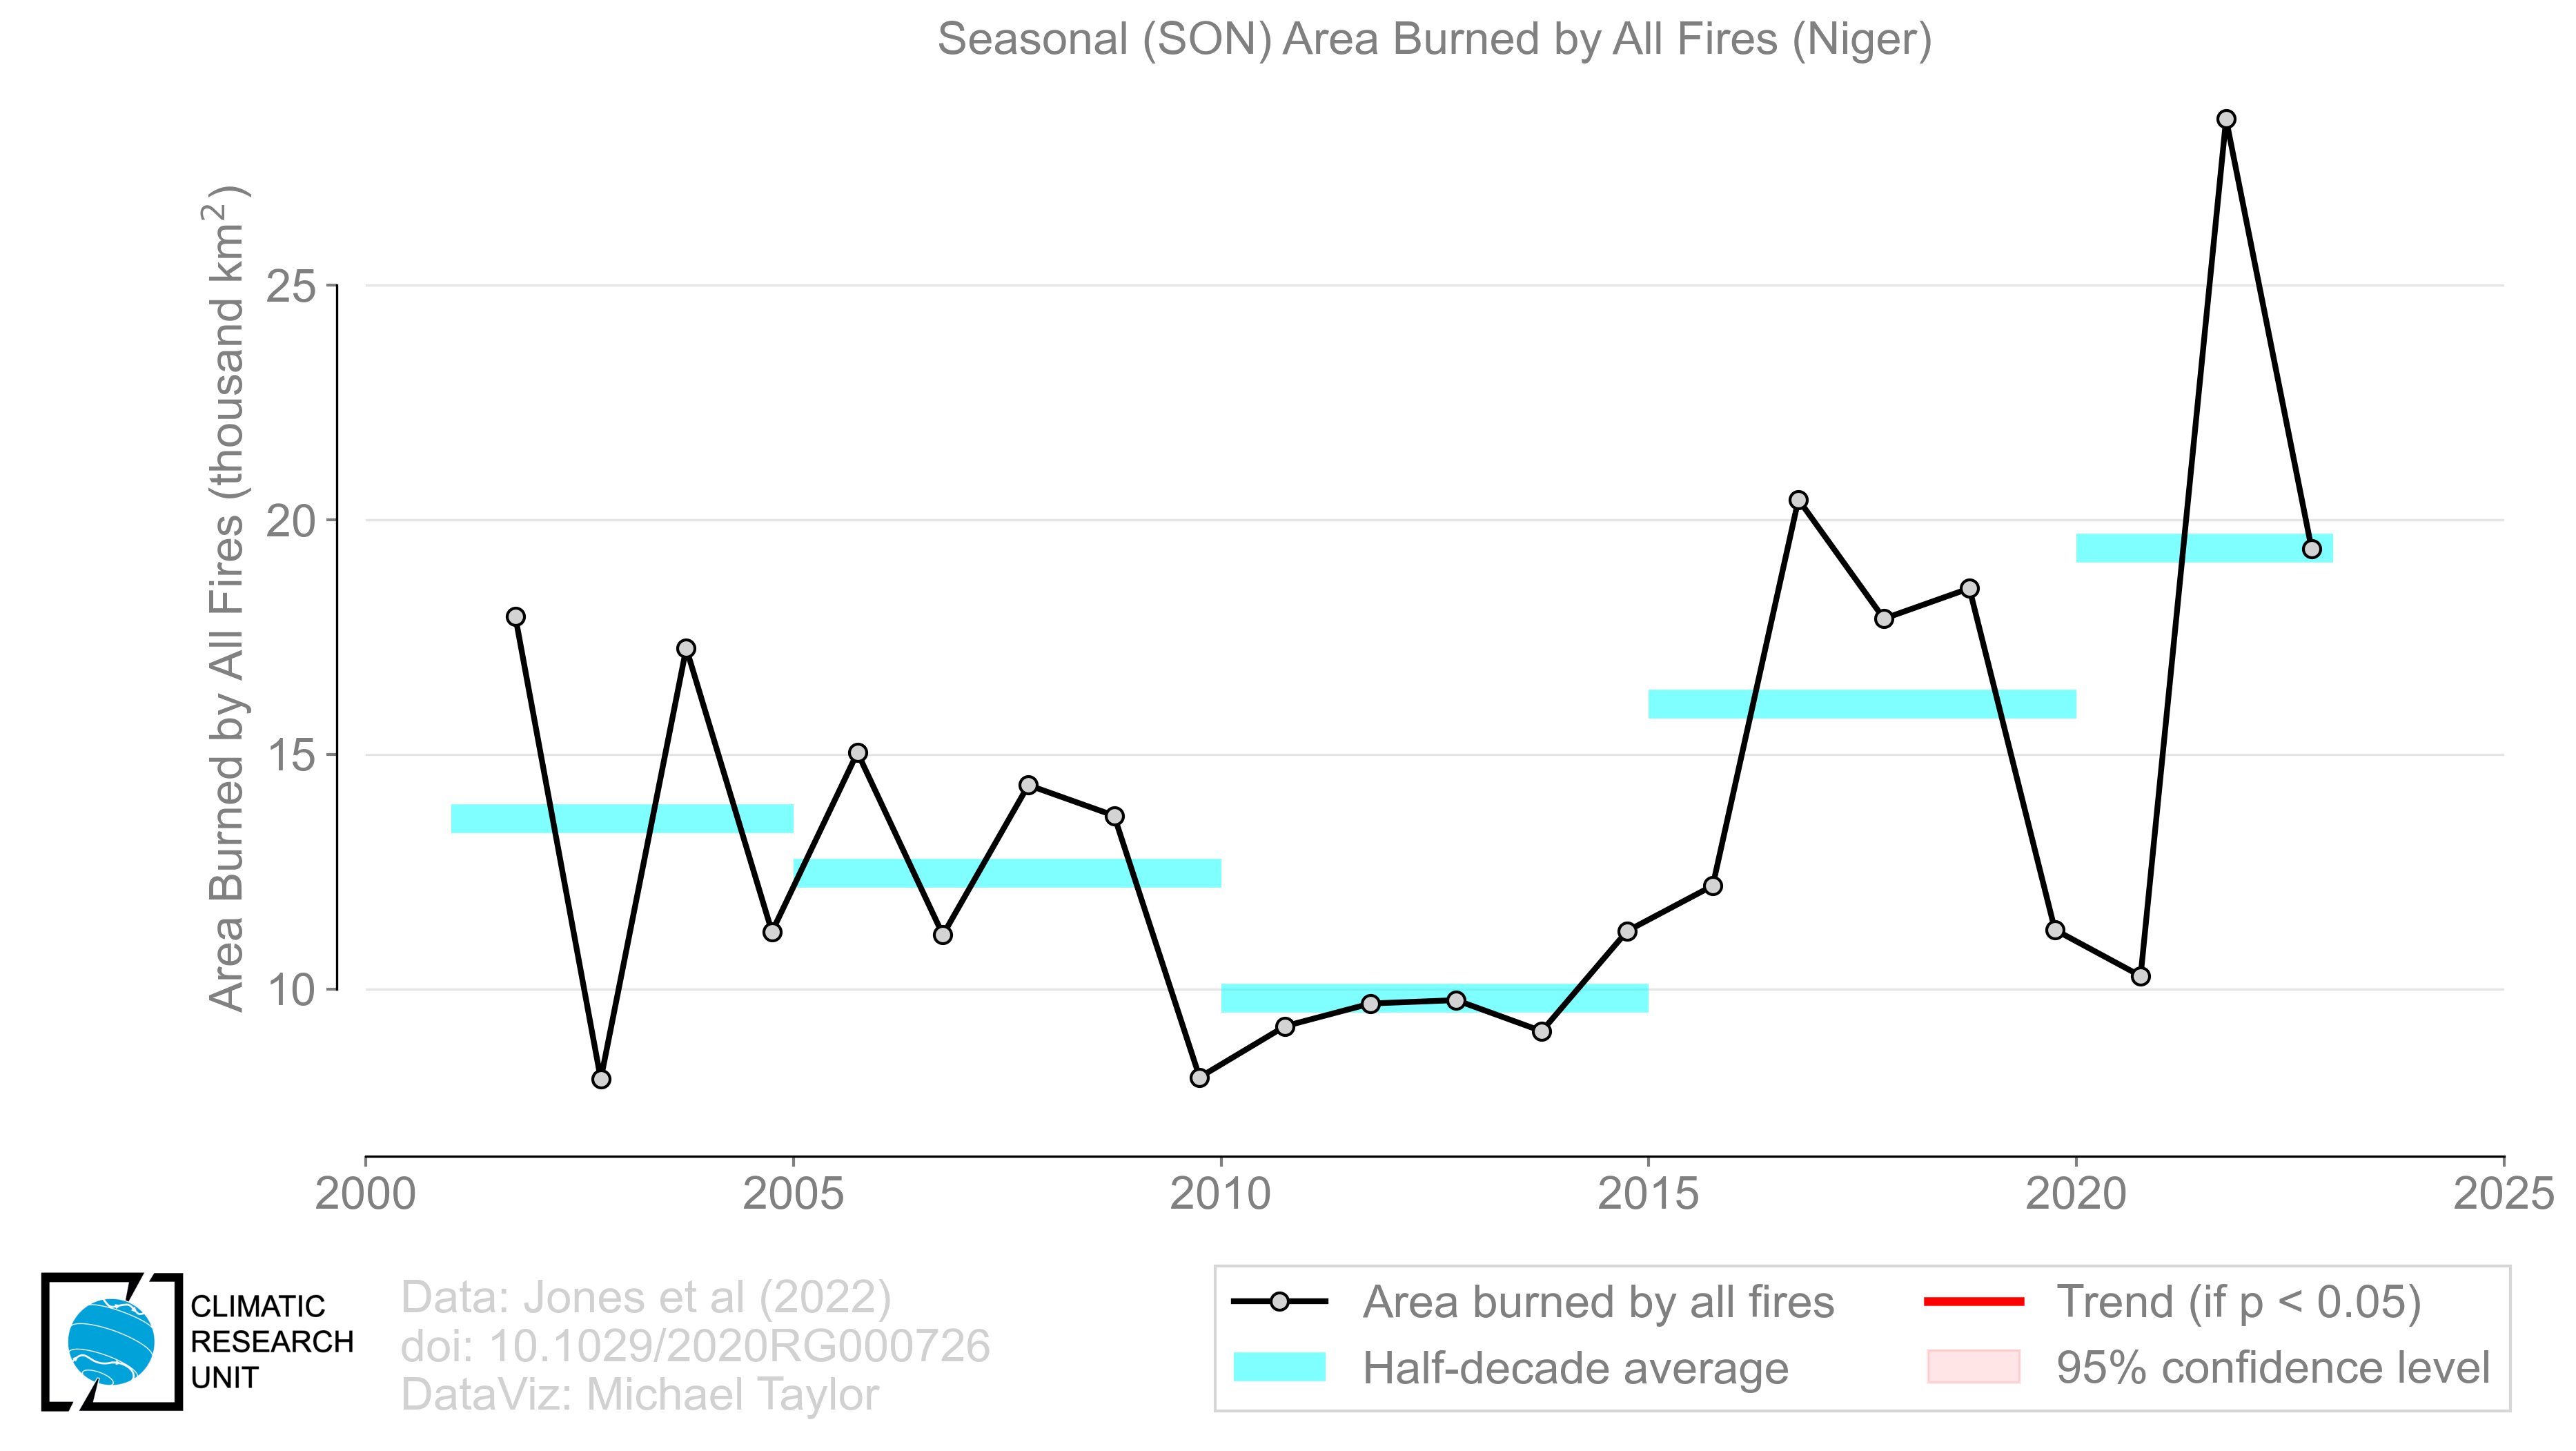 Seasonal (SON) Area Burned by All Fires (Niger)
Area Burned by All Fires (thousand km²)
25
20
15
10
2000
2005
2010
2015
2020
2025
CLIMATIC
RESEARCH
UNIT
Data: Jones et al (2022)
doi: 10.1029/2020RG000726
DataViz: Michael Taylor
Area burned by all fires
Half-decade average
Trend (if p < 0.05)
95% confidence level